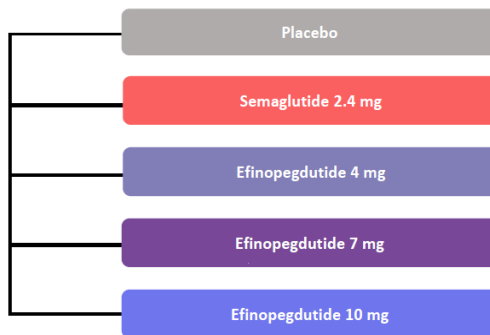 Placebo
Semaglutide 2.4 mg
Efinopegdutide 4 mg
Efinopegdutide 7 mg
Efinopegdutide 10 mg